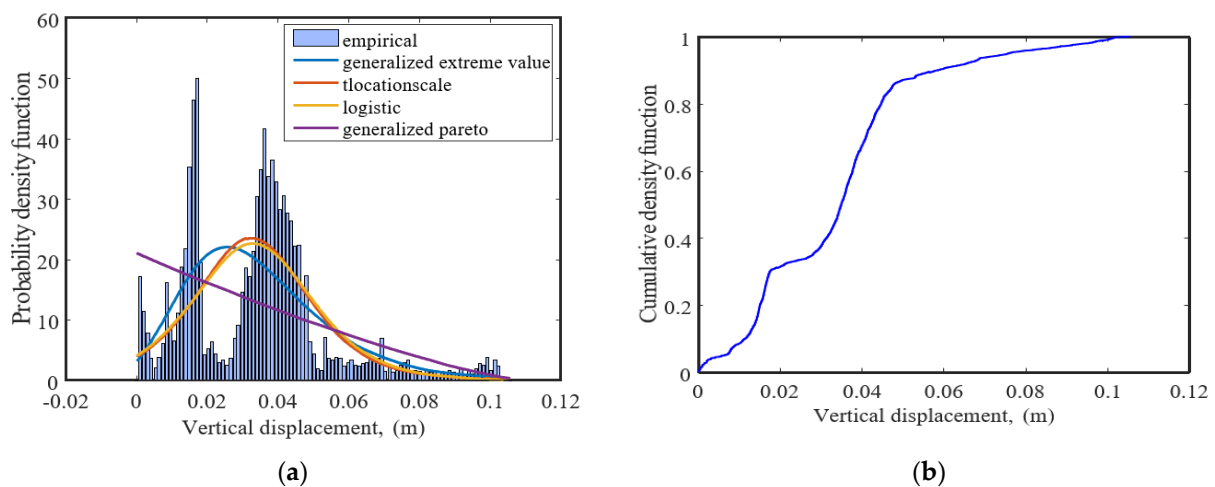 60
50
40
30
20
10
0
Probability density function
empirical
generalized extreme value
tlocationscale
logistic
generalized pareto
-0.02 0 0.02 0.04 0.06 0.08 0.1 0.12
Vertical displacement, (m)
(a)
1
0.8
0.6
0.4
0.2
0
Cumulative density function
0 0.02 0.04 0.06 0.08 0.1 0.12
Vertical displacement, (m)
(b)